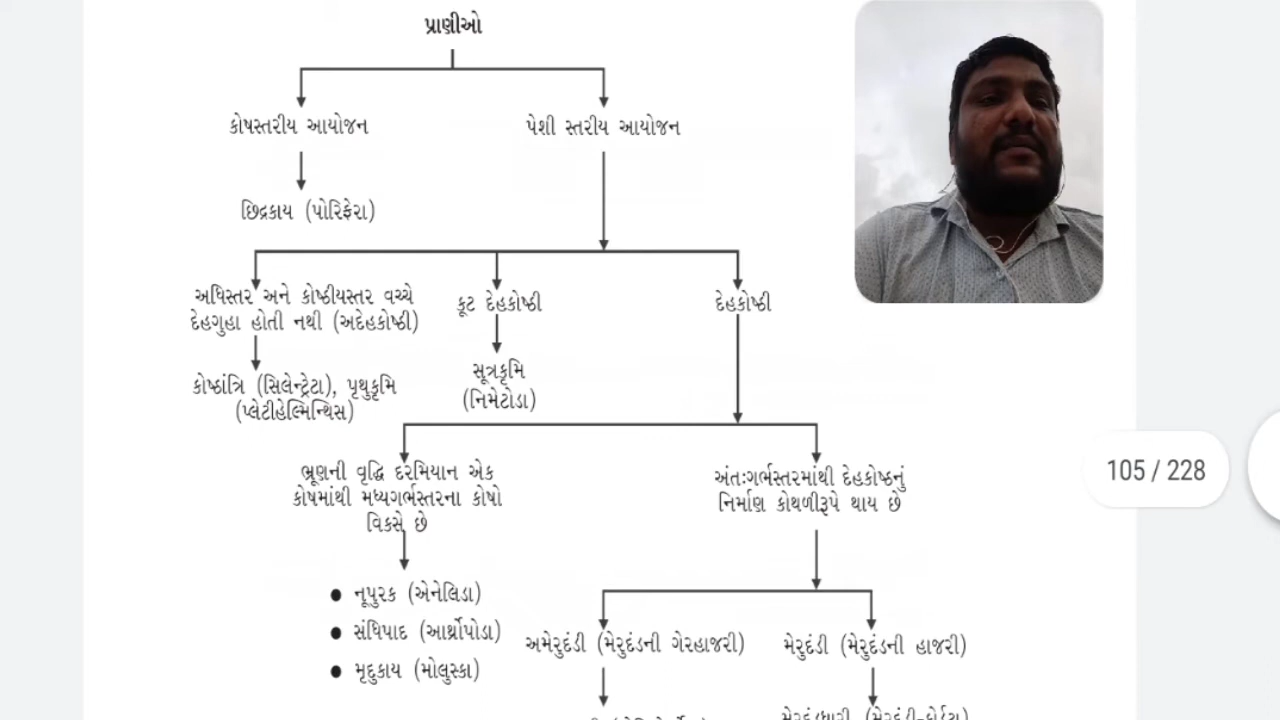 પ્રાણીઓ
કોષસ્તરીય આયોજન
પેશી સ્તરીય આયોજન
છિદ્રકાય (પોરિફેરા)
અધિસ્તર અને કોષ્ઠીયસ્તર વચ્ચે
દેહગુહા હોતી નથી (અદેહકોષ્ઠી)
કૂટ દેહકોષ્ઠી
દેહકોષ્ઠી
કોષ્ઠાંત્રિ (સિલેન્ટ્રેટા), પૃથુકૃમિ
(પ્લેટીહેલ્મિન્થિસ)
સૂત્રકૃમિ
(નિમેટોડા)
ભ્રૂણની વૃદ્ધિ દરમિયાન એક
કોષમાંથી મધ્યગર્ભસ્તરના કોષો
વિકસે છે
અંતઃગર્ભસ્તરમાંથી દેહકોષ્ઠનું
નિર્માણ કોથળીરૂપે થાય છે
105 / 228
● નૂપુરક (એનેલિડા)
● સંધિપાદ (આર્થ્રોપોડા)
● મૃદુકાય (મોલુસ્કા)
અમેરુદંડી (મેરુદંડની ગેરહાજરી)
મેરુદંડી (મેરુદંડની હાજરી)